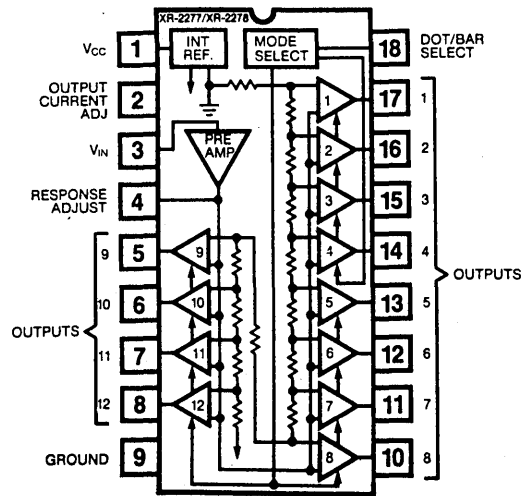 XR-2277/XR-2278
VCC 1 INT REF. MODE SELECT 18 DOT/BAR SELECT
OUTPUT CURRENT ADJ 2 1 17 1
VIN 3 PRE AMP 2 16 2
RESPONSE ADJUST 4 3 15 3
9 5 9 4 14 4
OUTPUTS
10 6 10 5 13 5
OUTPUTS
11 7 11 6 12 6
12 8 12 7 11 7
GROUND 9 8 10 8